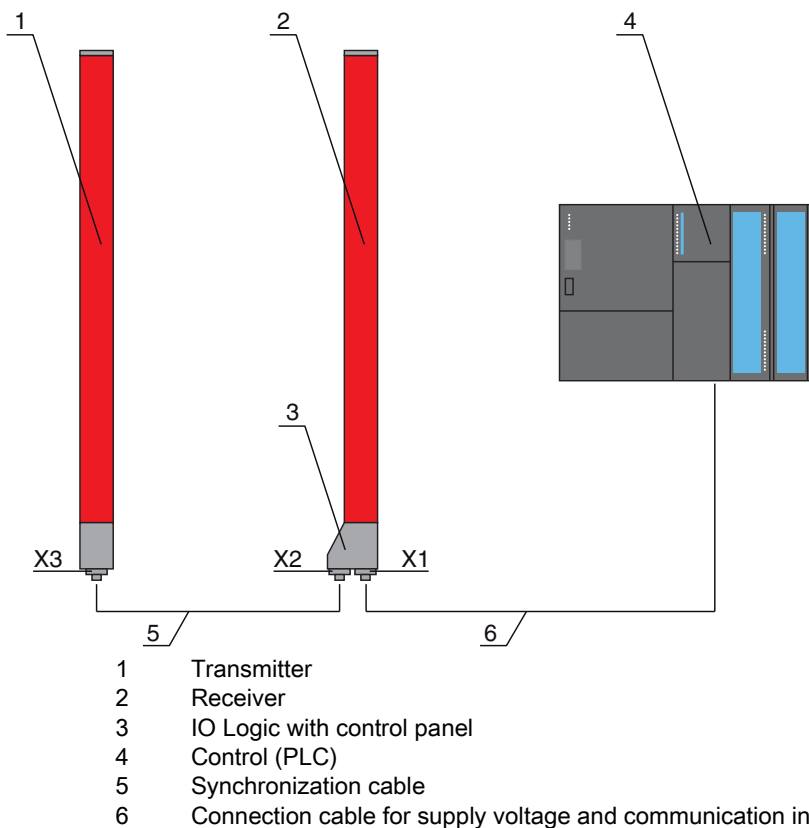 1
2
4
3
X3
X2
X1
5
6
1 Transmitter
2 Receiver
3 IO Logic with control panel
4 Control (PLC)
5 Synchronization cable
6 Connection cable for supply voltage and communication in